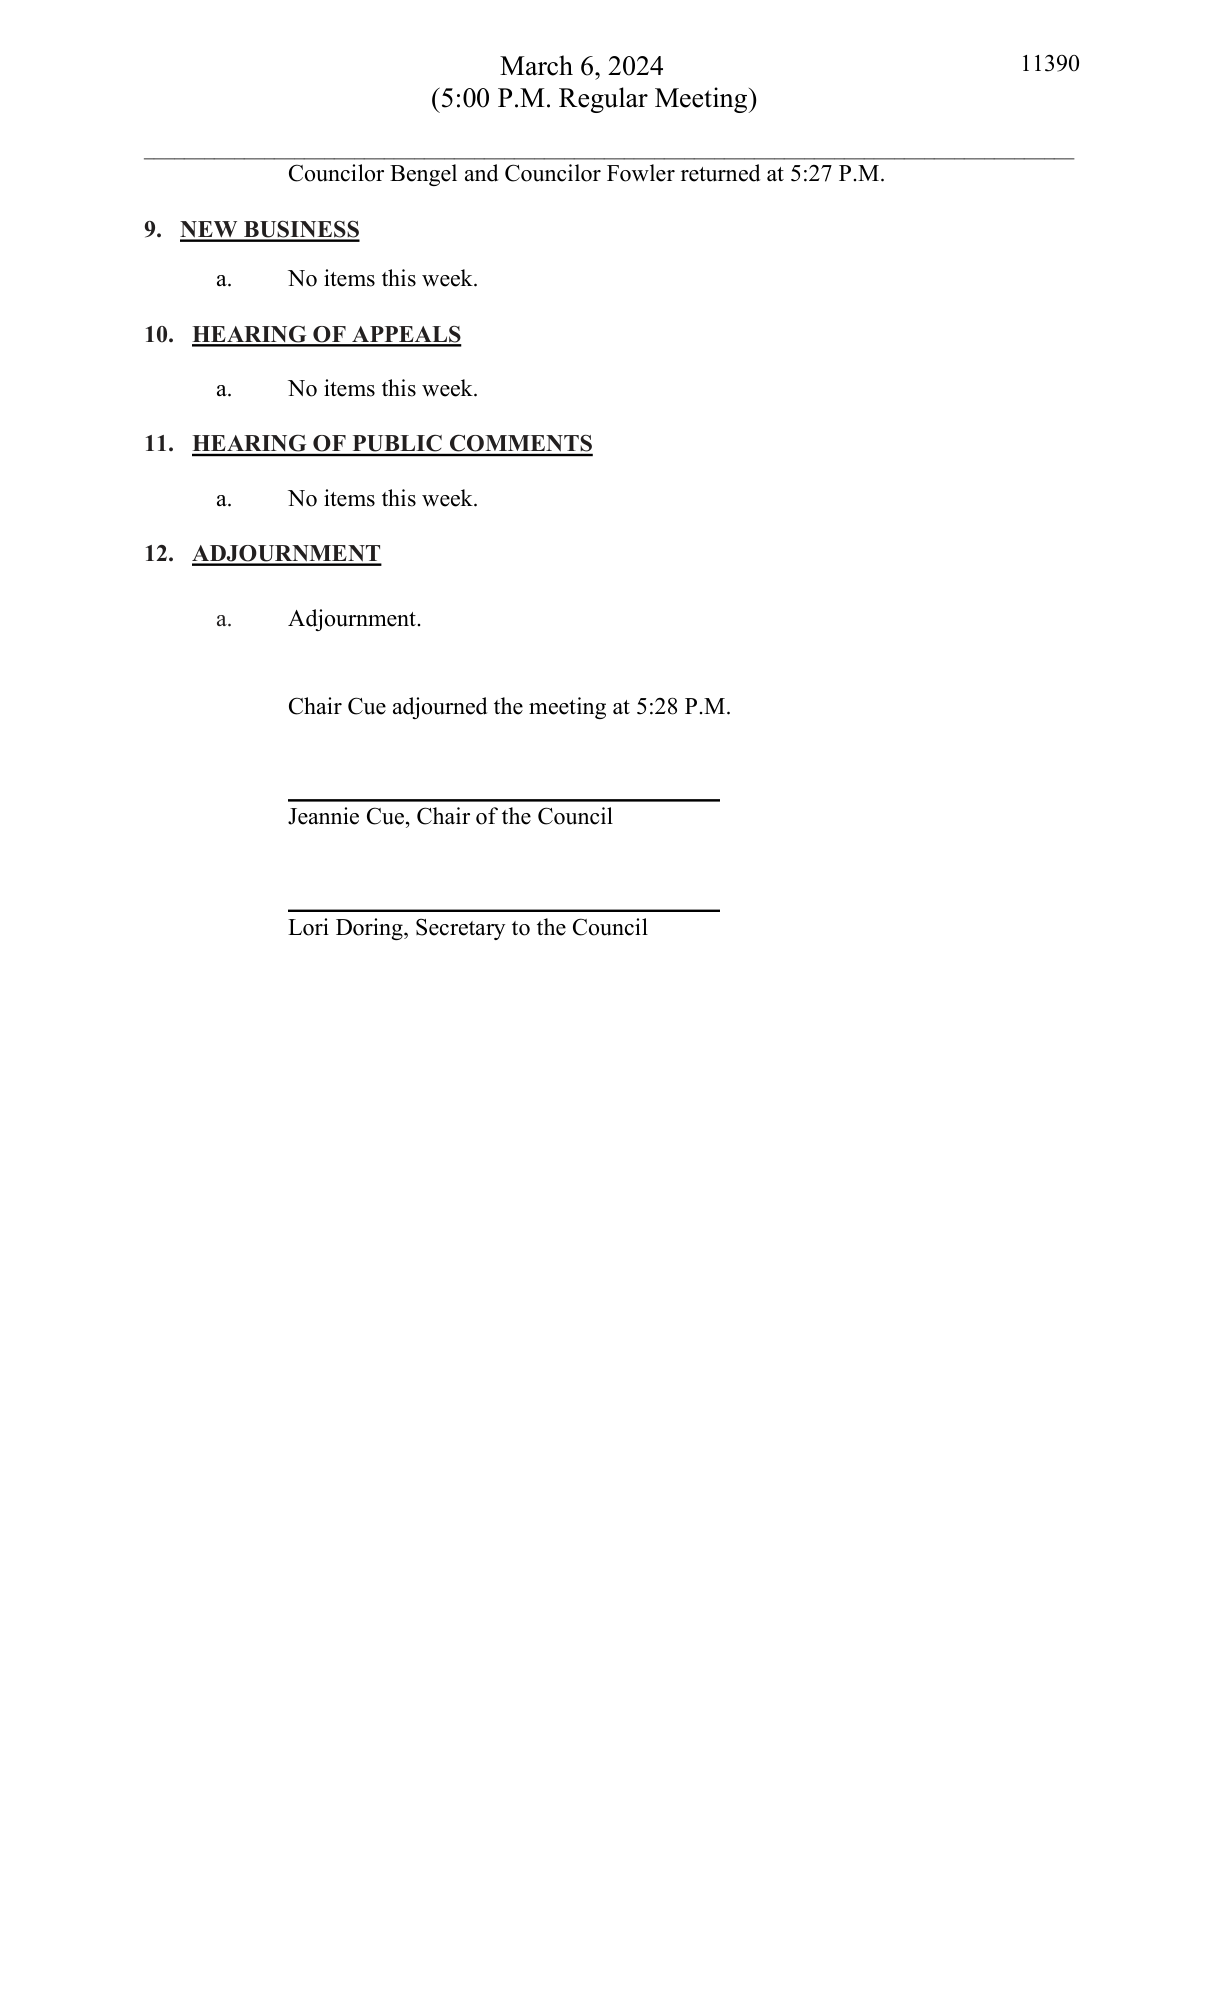 March 6, 2024
11390
(5:00 P.M. Regular Meeting)
Councilor Bengel and Councilor Fowler returned at 5:27 P.M.
9. NEW BUSINESS
a. No items this week.
10. HEARING OF APPEALS
a. No items this week.
11. HEARING OF PUBLIC COMMENTS
a. No items this week.
12. ADJOURNMENT
a. Adjournment.
Chair Cue adjourned the meeting at 5:28 P.M.
Jeannie Cue, Chair of the Council
Lori Doring, Secretary to the Council